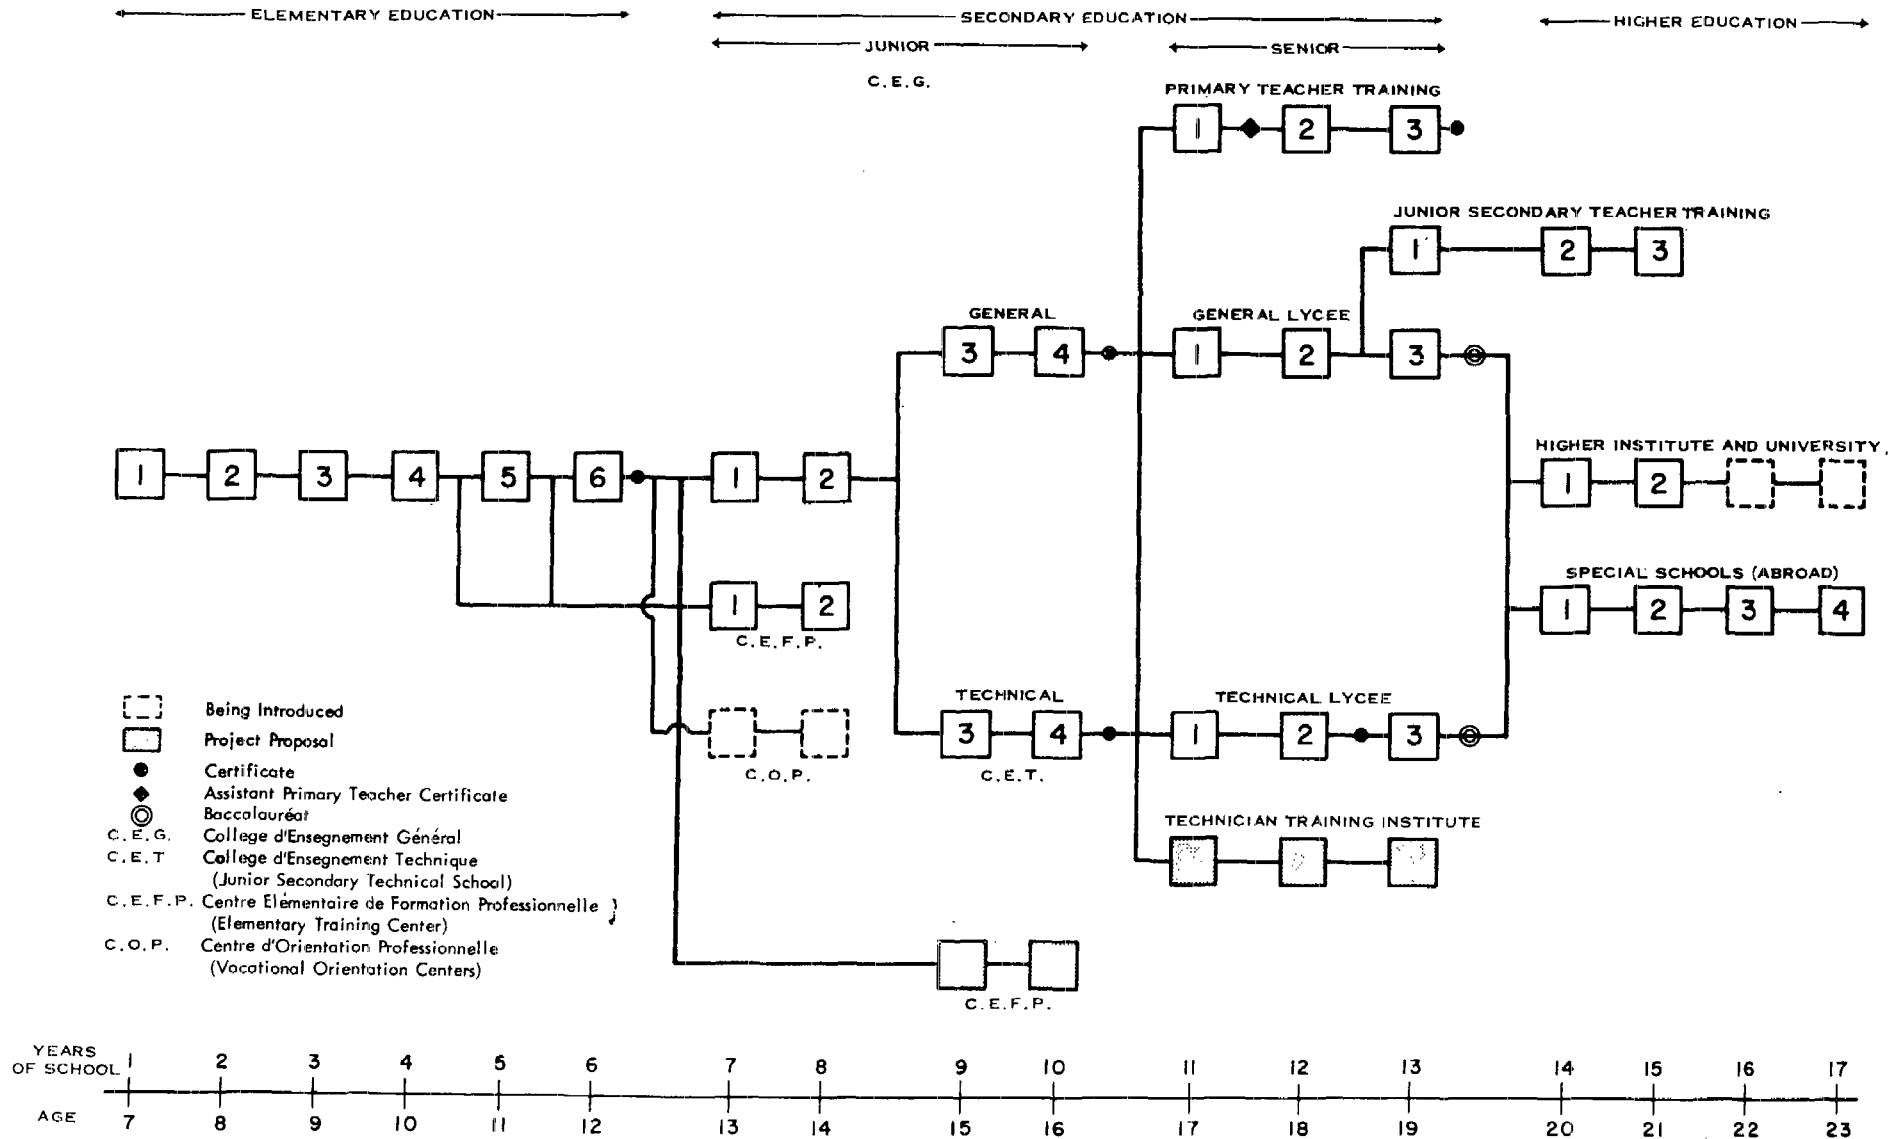 ELEMENTARY EDUCATION
SECONDARY EDUCATION
HIGHER EDUCATION
JUNIOR
SENIOR
C.E.G.
PRIMARY TEACHER TRAINING
1 2 3
JUNIOR SECONDARY TEACHER TRAINING
1 2 3
GENERAL
GENERAL LYCEE
3 4 1 2 3
HIGHER INSTITUTE AND UNIVERSITY
1 2 3 4 5 6 1 2 1 2
SPECIAL SCHOOLS (ABROAD)
1 2 1 2 3 4
C.E.F.P.
TECHNICAL
TECHNICAL LYCEE
3 4 1 2 3
C.O.P.
C.E.T.
TECHNICIAN TRAINING INSTITUTE
C.E.F.P.
Being Introduced
Project Proposal
Certificate
Assistant Primary Teacher Certificate
Baccalauréat
C.E.G. College d'Ensegnement Général
C.E.T College d'Ensegnement Technique
(Junior Secondary Technical School)
C.E.F.P. Centre Elémentaire de Formation Professionnelle
(Elementary Training Center)
C.O.P. Centre d'Orientation Professionnelle
(Vocational Orientation Centers)
YEARS
OF SCHOOL 1 2 3 4 5 6 7 8 9 10 11 12 13 14 15 16 17
AGE 7 8 9 10 11 12 13 14 15 16 17 18 19 20 21 22 23